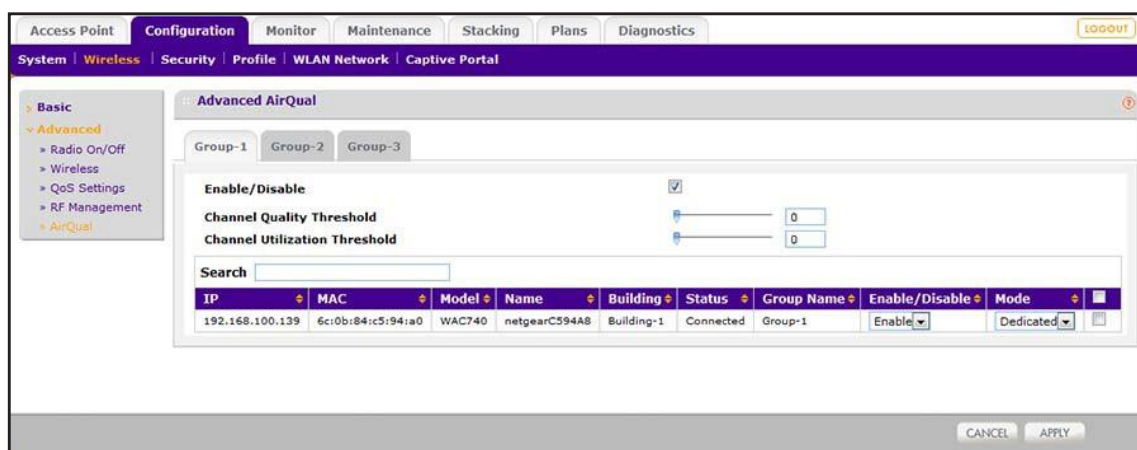 Access Point Configuration Monitor Maintenance Stacking Plans Diagnostics LOGOUT
System Wireless Security Profile WLAN Network Captive Portal
Basic
Advanced
» Radio On/Off
» Wireless
» QoS Settings
» RF Management
» AirQual
Advanced AirQual ?
Group-1 Group-2 Group-3
Enable/Disable
Channel Quality Threshold 0
Channel Utilization Threshold 0
Search
IP MAC Model Name Building Status Group Name Enable/Disable Mode
192.168.100.139 6c:0b:84:c5:94:a0 WAC740 netgearC594A8 Building-1 Connected Group-1 Enable Dedicated
CANCEL APPLY